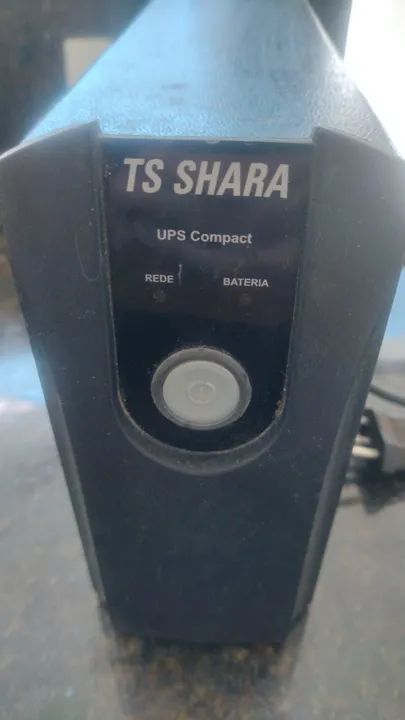 TS SHARA
UPS Compact
REDE BATERIA